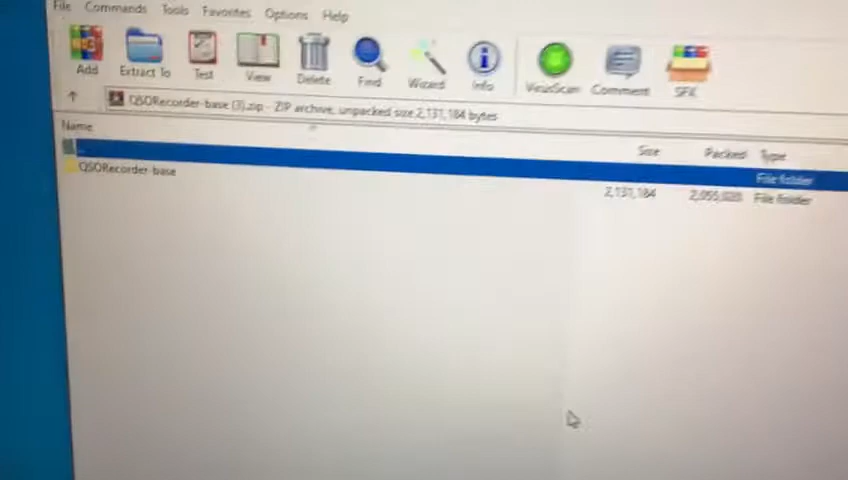 File Commands Tools Favorites Options Help
Add Extract To Test View Delete Find Wizard Info VirusScan Comment SFX
QSORecorder-base (3).zip - ZIP archive, unpacked size 2,131,184 bytes
Name Size Packed Type
.. File folder
QSORecorder-base 2,131,184 File folder